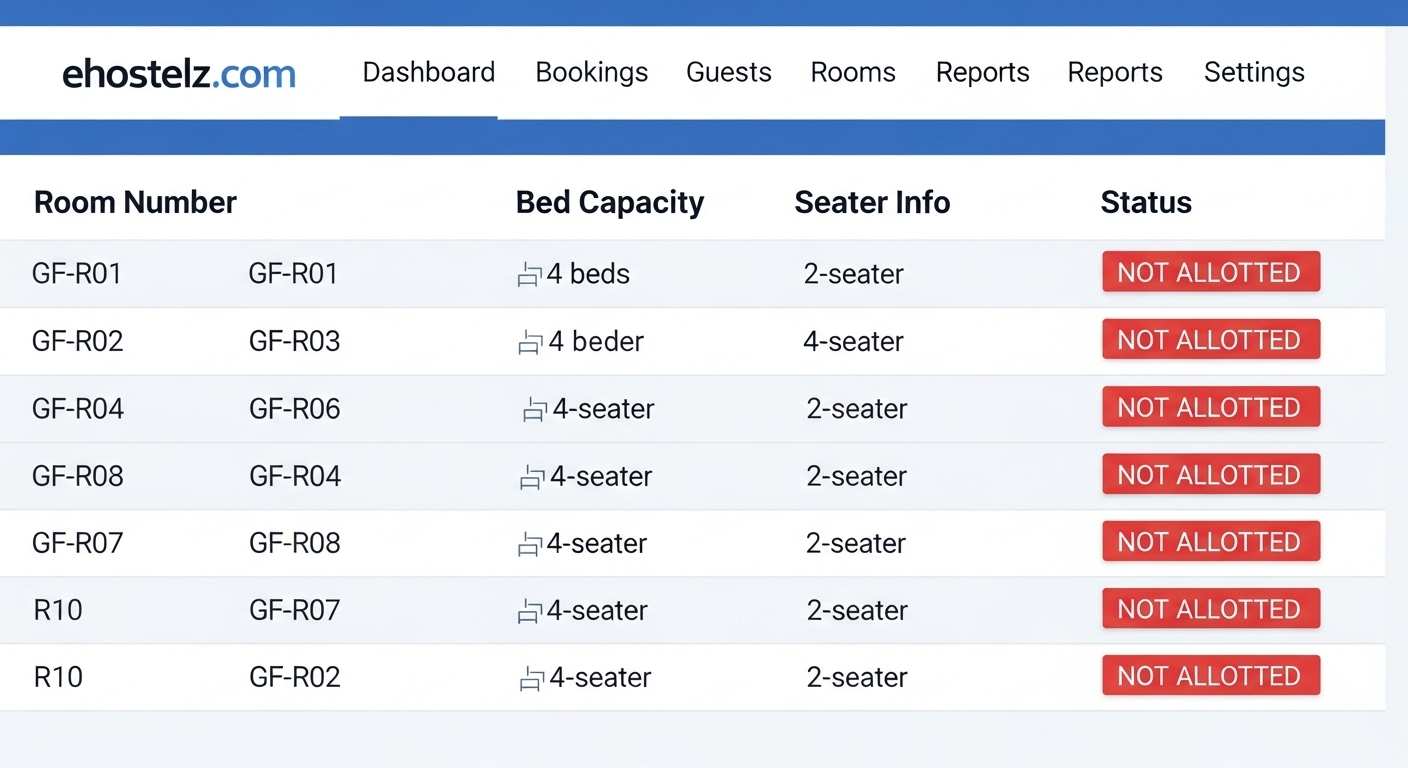 ehostelz.com Dashboard Bookings Guests Rooms Reports Reports Settings
Room Number Bed Capacity Seater Info Status
GF-R01 GF-R01 4 beds 2-seater NOT ALLOTTED
GF-R02 GF-R03 4 beder 4-seater NOT ALLOTTED
GF-R04 GF-R06 4-seater 2-seater NOT ALLOTTED
GF-R08 GF-R04 4-seater 2-seater NOT ALLOTTED
GF-R07 GF-R08 4-seater 2-seater NOT ALLOTTED
R10 GF-R07 4-seater 2-seater NOT ALLOTTED
R10 GF-R02 4-seater 2-seater NOT ALLOTTED